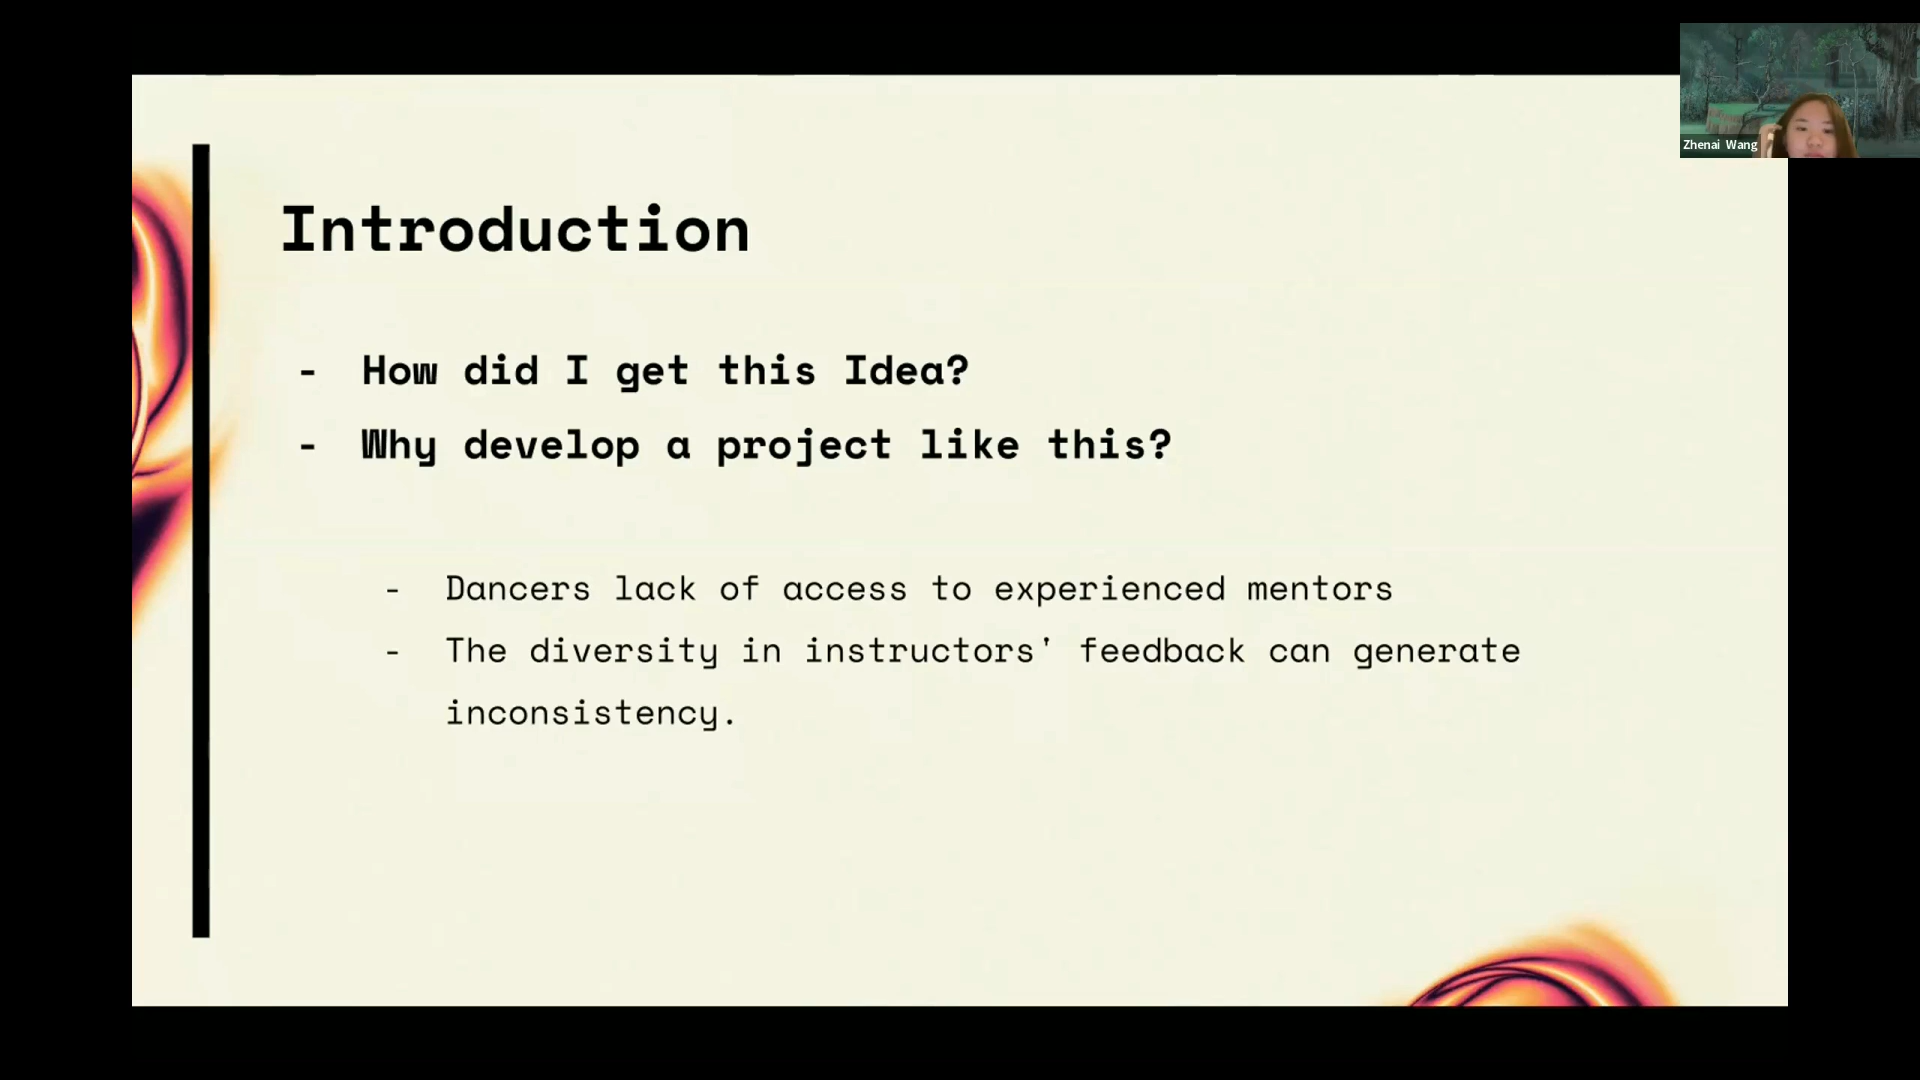 Zhenai Wang
Introduction
- How did I get this Idea?
- Why develop a project like this?
- Dancers lack of access to experienced mentors
- The diversity in instructors' feedback can generate
inconsistency.